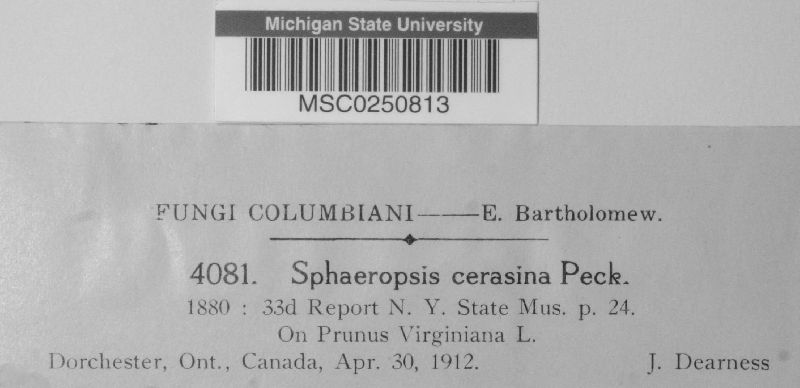 Michigan State University
MSC0250813
FUNGI COLUMBIANI——E. Bartholomew.
4081. Sphaeropsis cerasina Peck.
1880 : 33d Report N. Y. State Mus. p. 24.
On Prunus Virginiana L.
Dorchester, Ont., Canada, Apr. 30, 1912. J. Dearness